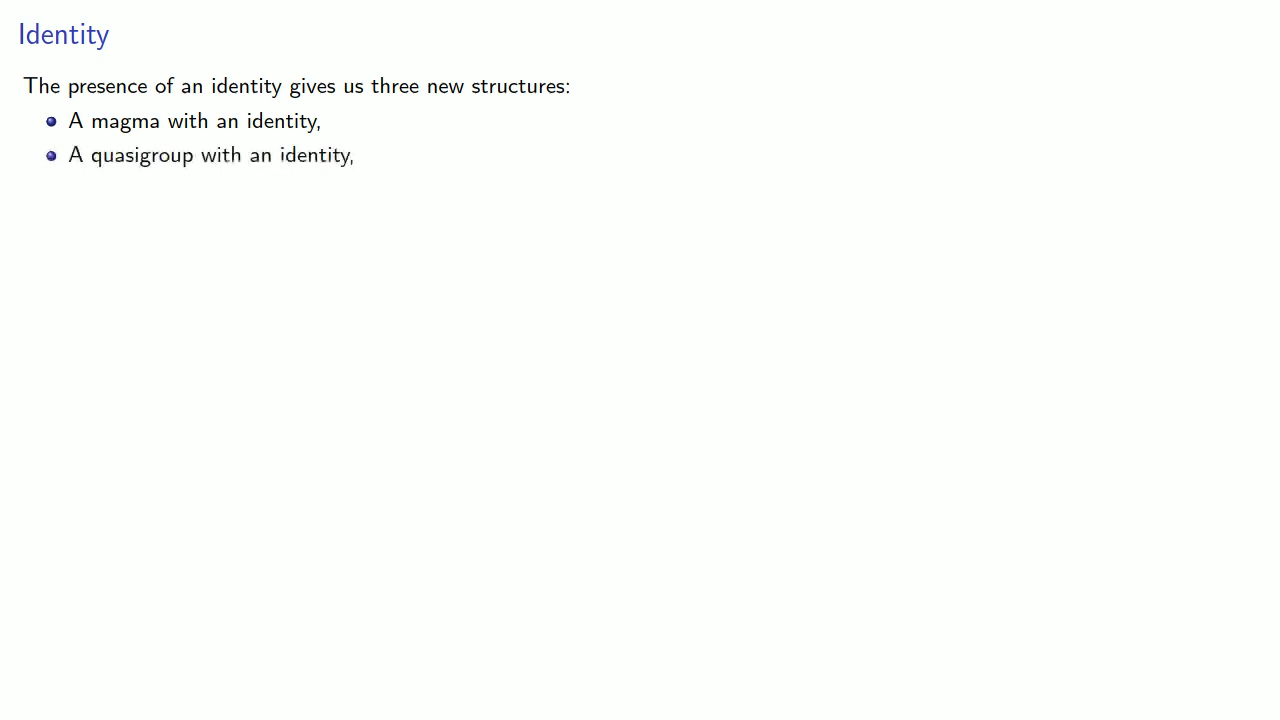 Identity
The presence of an identity gives us three new structures:
A magma with an identity,
A quasigroup with an identity,